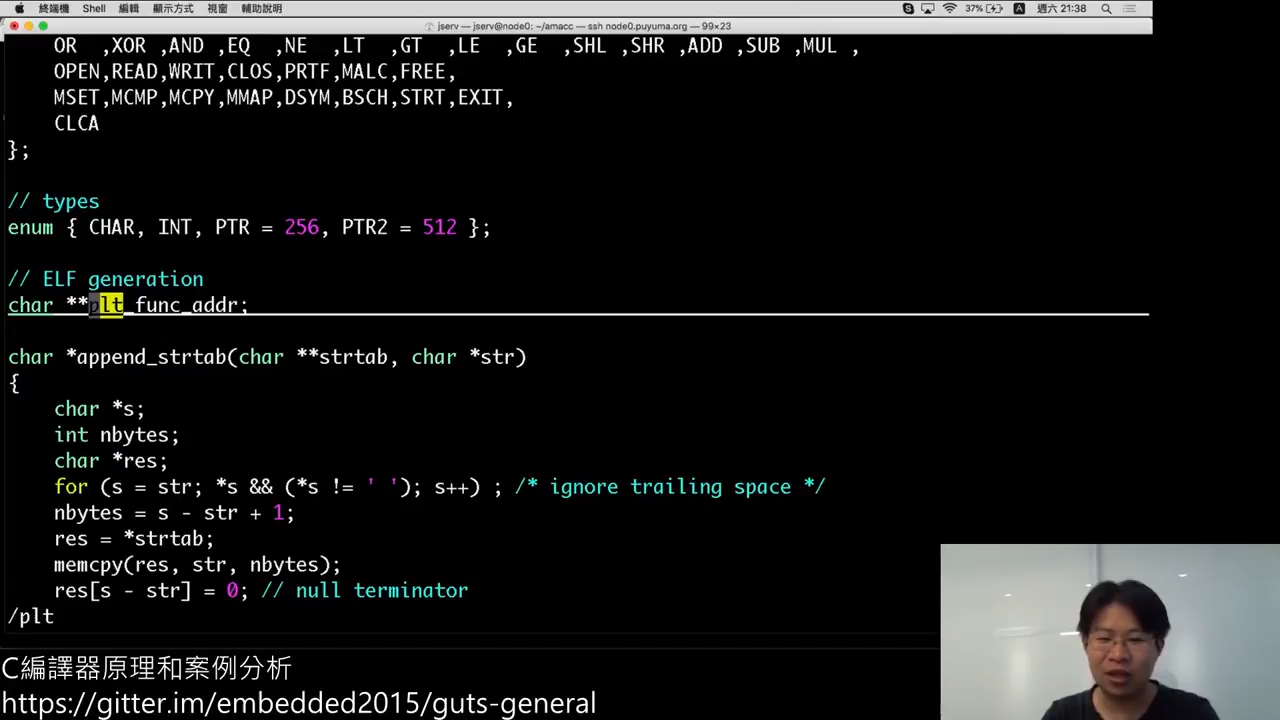 終端機 Shell 編輯 顯示方式 視窗 輔助說明 37% A 週六 21:38
jserv — jserv@node0: ~/amacc — ssh node0.puyuma.org — 99×23
OR ,XOR ,AND ,EQ ,NE ,LT ,GT ,LE ,GE ,SHL ,SHR ,ADD ,SUB ,MUL ,
OPEN,READ,WRIT,CLOS,PRTF,MALC,FREE,
MSET,MCMP,MCPY,MMAP,DSYM,BSCH,STRT,EXIT,
CLCA
};
// types
enum { CHAR, INT, PTR = 256, PTR2 = 512 };
// ELF generation
char **plt_func_addr;
char *append_strtab(char **strtab, char *str)
{
char *s;
int nbytes;
char *res;
for (s = str; *s && (*s != ' '); s++) ; /* ignore trailing space */
nbytes = s - str + 1;
res = *strtab;
memcpy(res, str, nbytes);
res[s - str] = 0; // null terminator
/plt
C編譯器原理和案例分析
https://gitter.im/embedded2015/guts-general